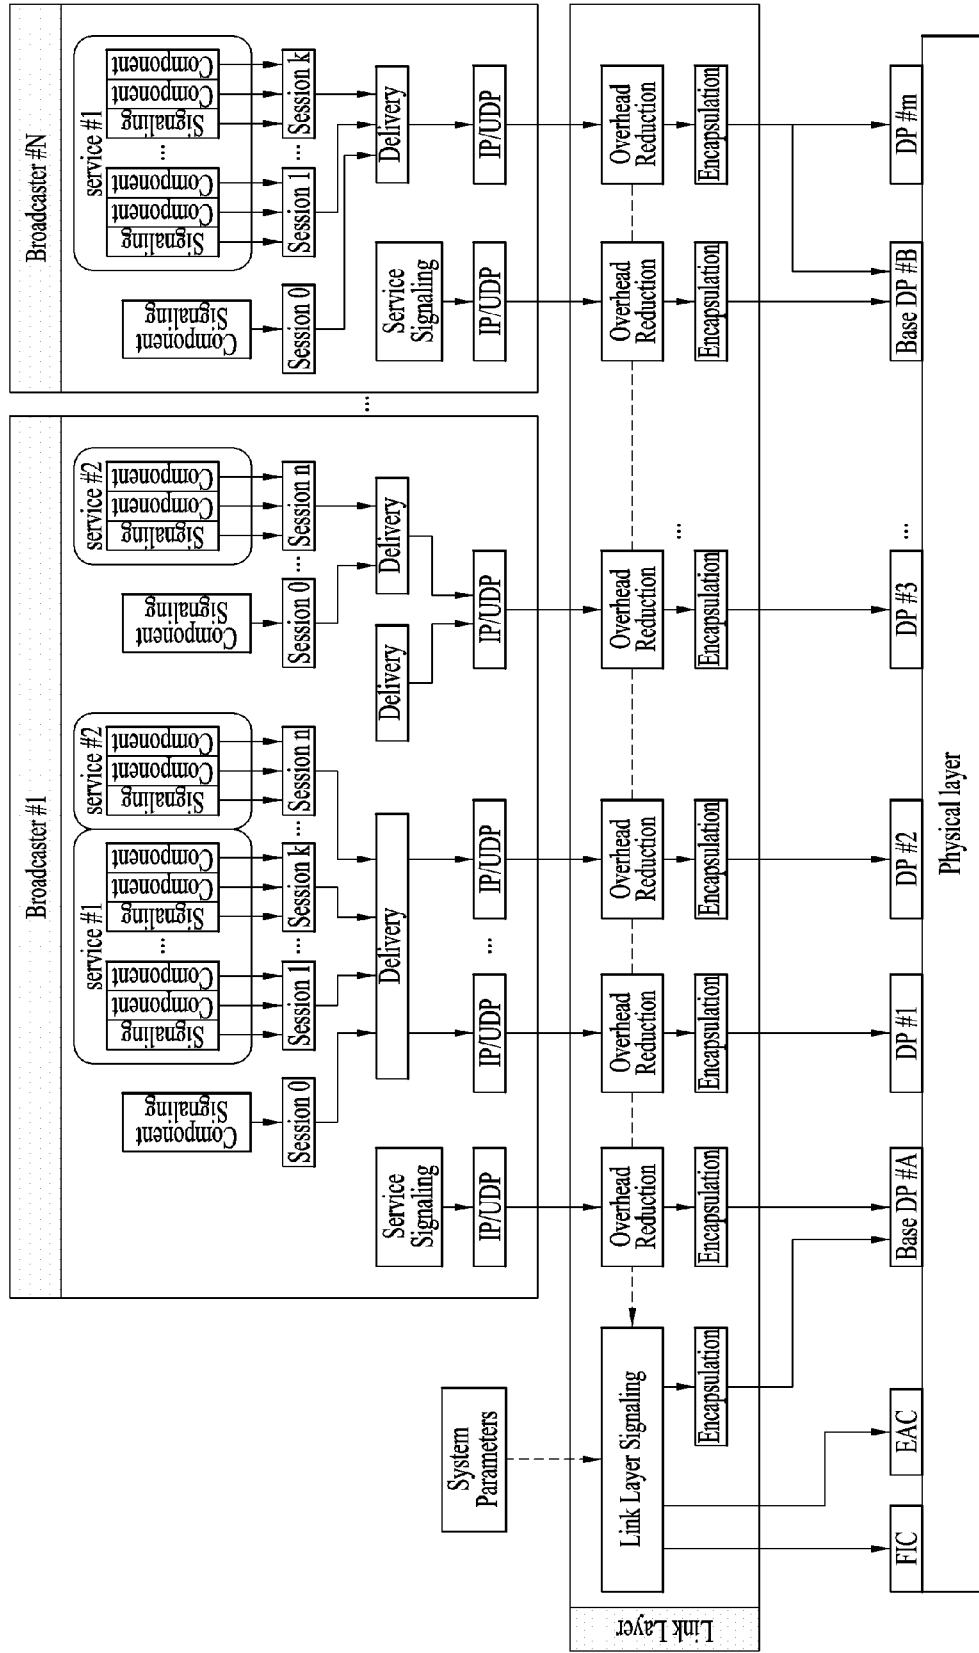 Broadcaster #1
Broadcaster #N
service #1
service #2
service #2
service #1
Component
Signaling
Signaling
Component
Component
...
Signaling
Component
Component
Signaling
Component
Component
Component
Signaling
Signaling
Component
Component
Component
Signaling
Signaling
Component
Component
...
Signaling
Component
Component
Session 0
Session 1
...
Session k
...
Session n
Session 0
...
Session n
...
Session 0
Session 1
...
Session k
Service
Signaling
Delivery
Delivery
Delivery
Service
Signaling
Delivery
System
Parameters
IP/UDP
IP/UDP
...
IP/UDP
IP/UDP
IP/UDP
IP/UDP
Link Layer
Link Layer Signaling
Overhead
Reduction
Overhead
Reduction
Overhead
Reduction
Overhead
Reduction
Overhead
Reduction
Overhead
Reduction
...
Encapsulation
Encapsulation
Encapsulation
Encapsulation
Encapsulation
Encapsulation
Encapsulation
FIC
EAC
Base DP #A
DP #1
DP #2
DP #3
...
Base DP #B
DP #m
Physical layer